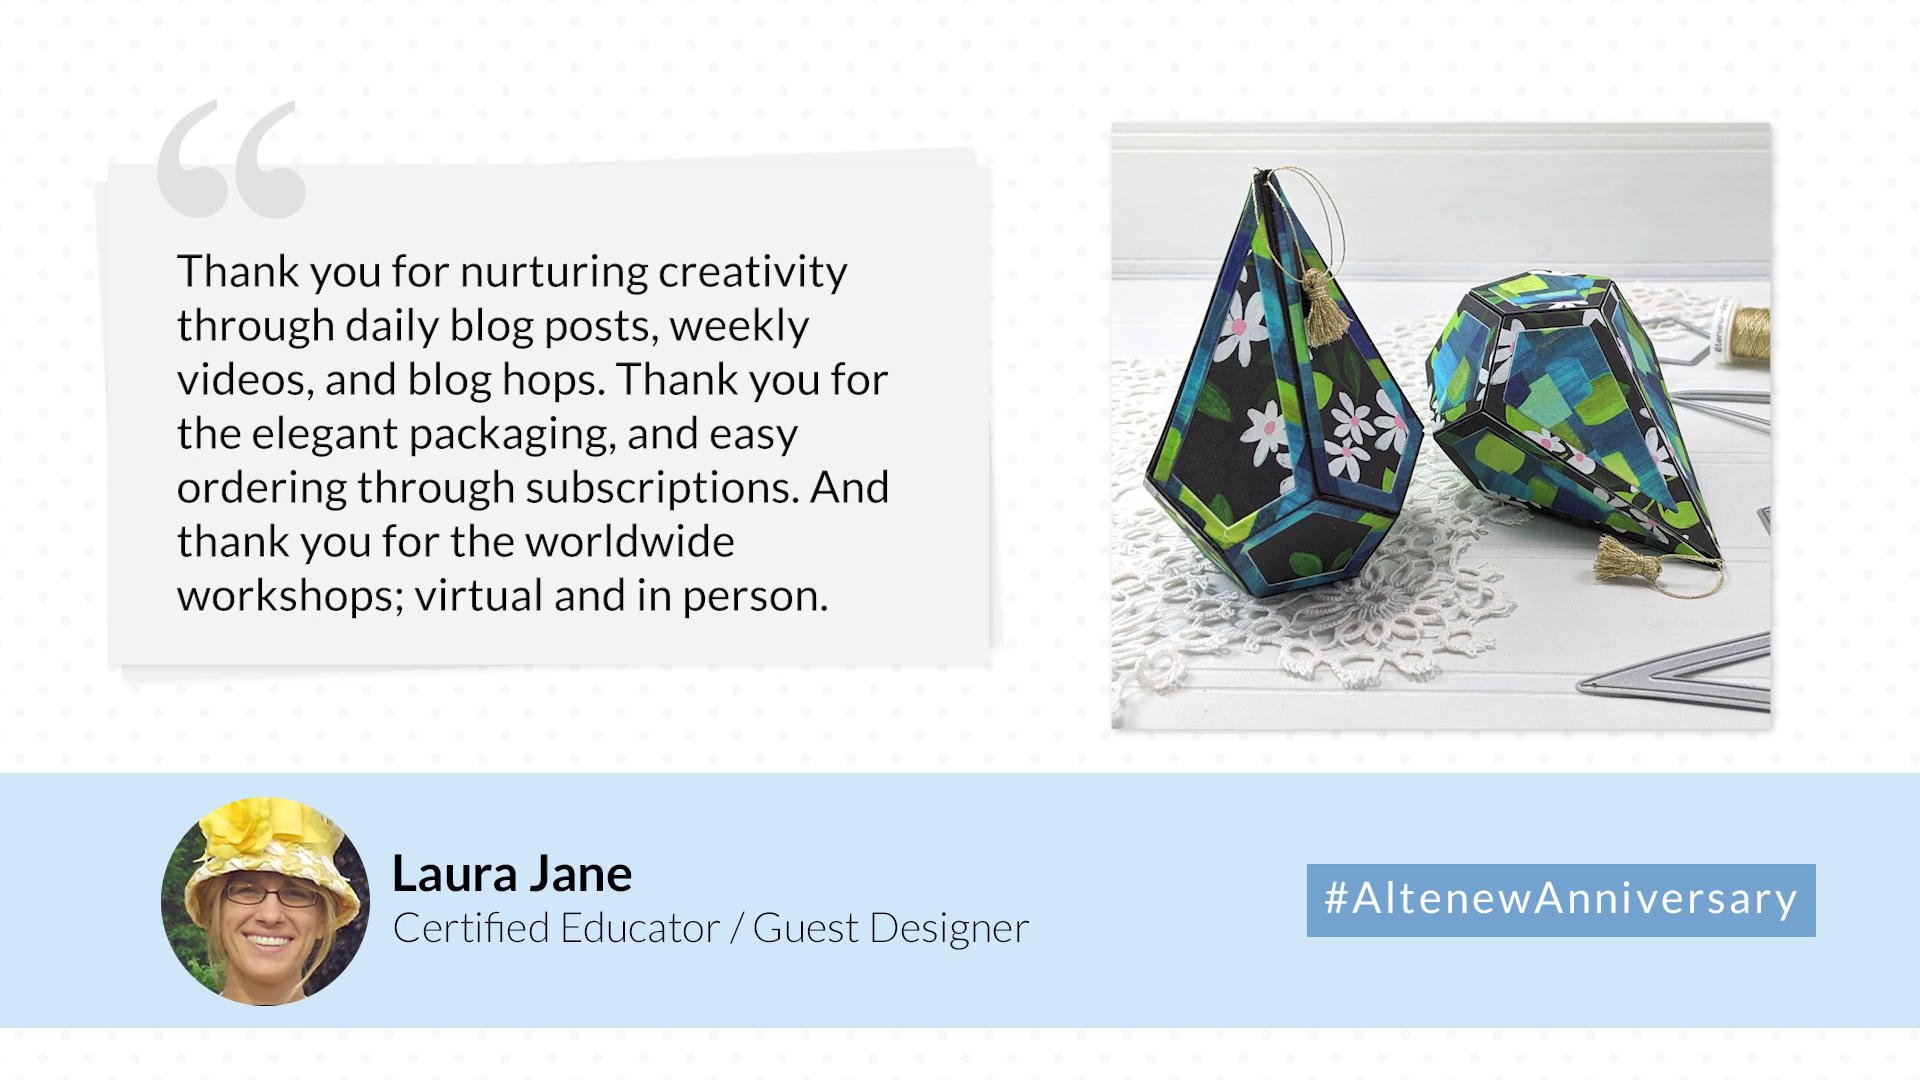 Thank you for nurturing creativity
through daily blog posts, weekly
videos, and blog hops. Thank you for
the elegant packaging, and easy
ordering through subscriptions. And
thank you for the worldwide
workshops; virtual and in person.
Laura Jane
Certified Educator / Guest Designer
#AltenewAnniversary